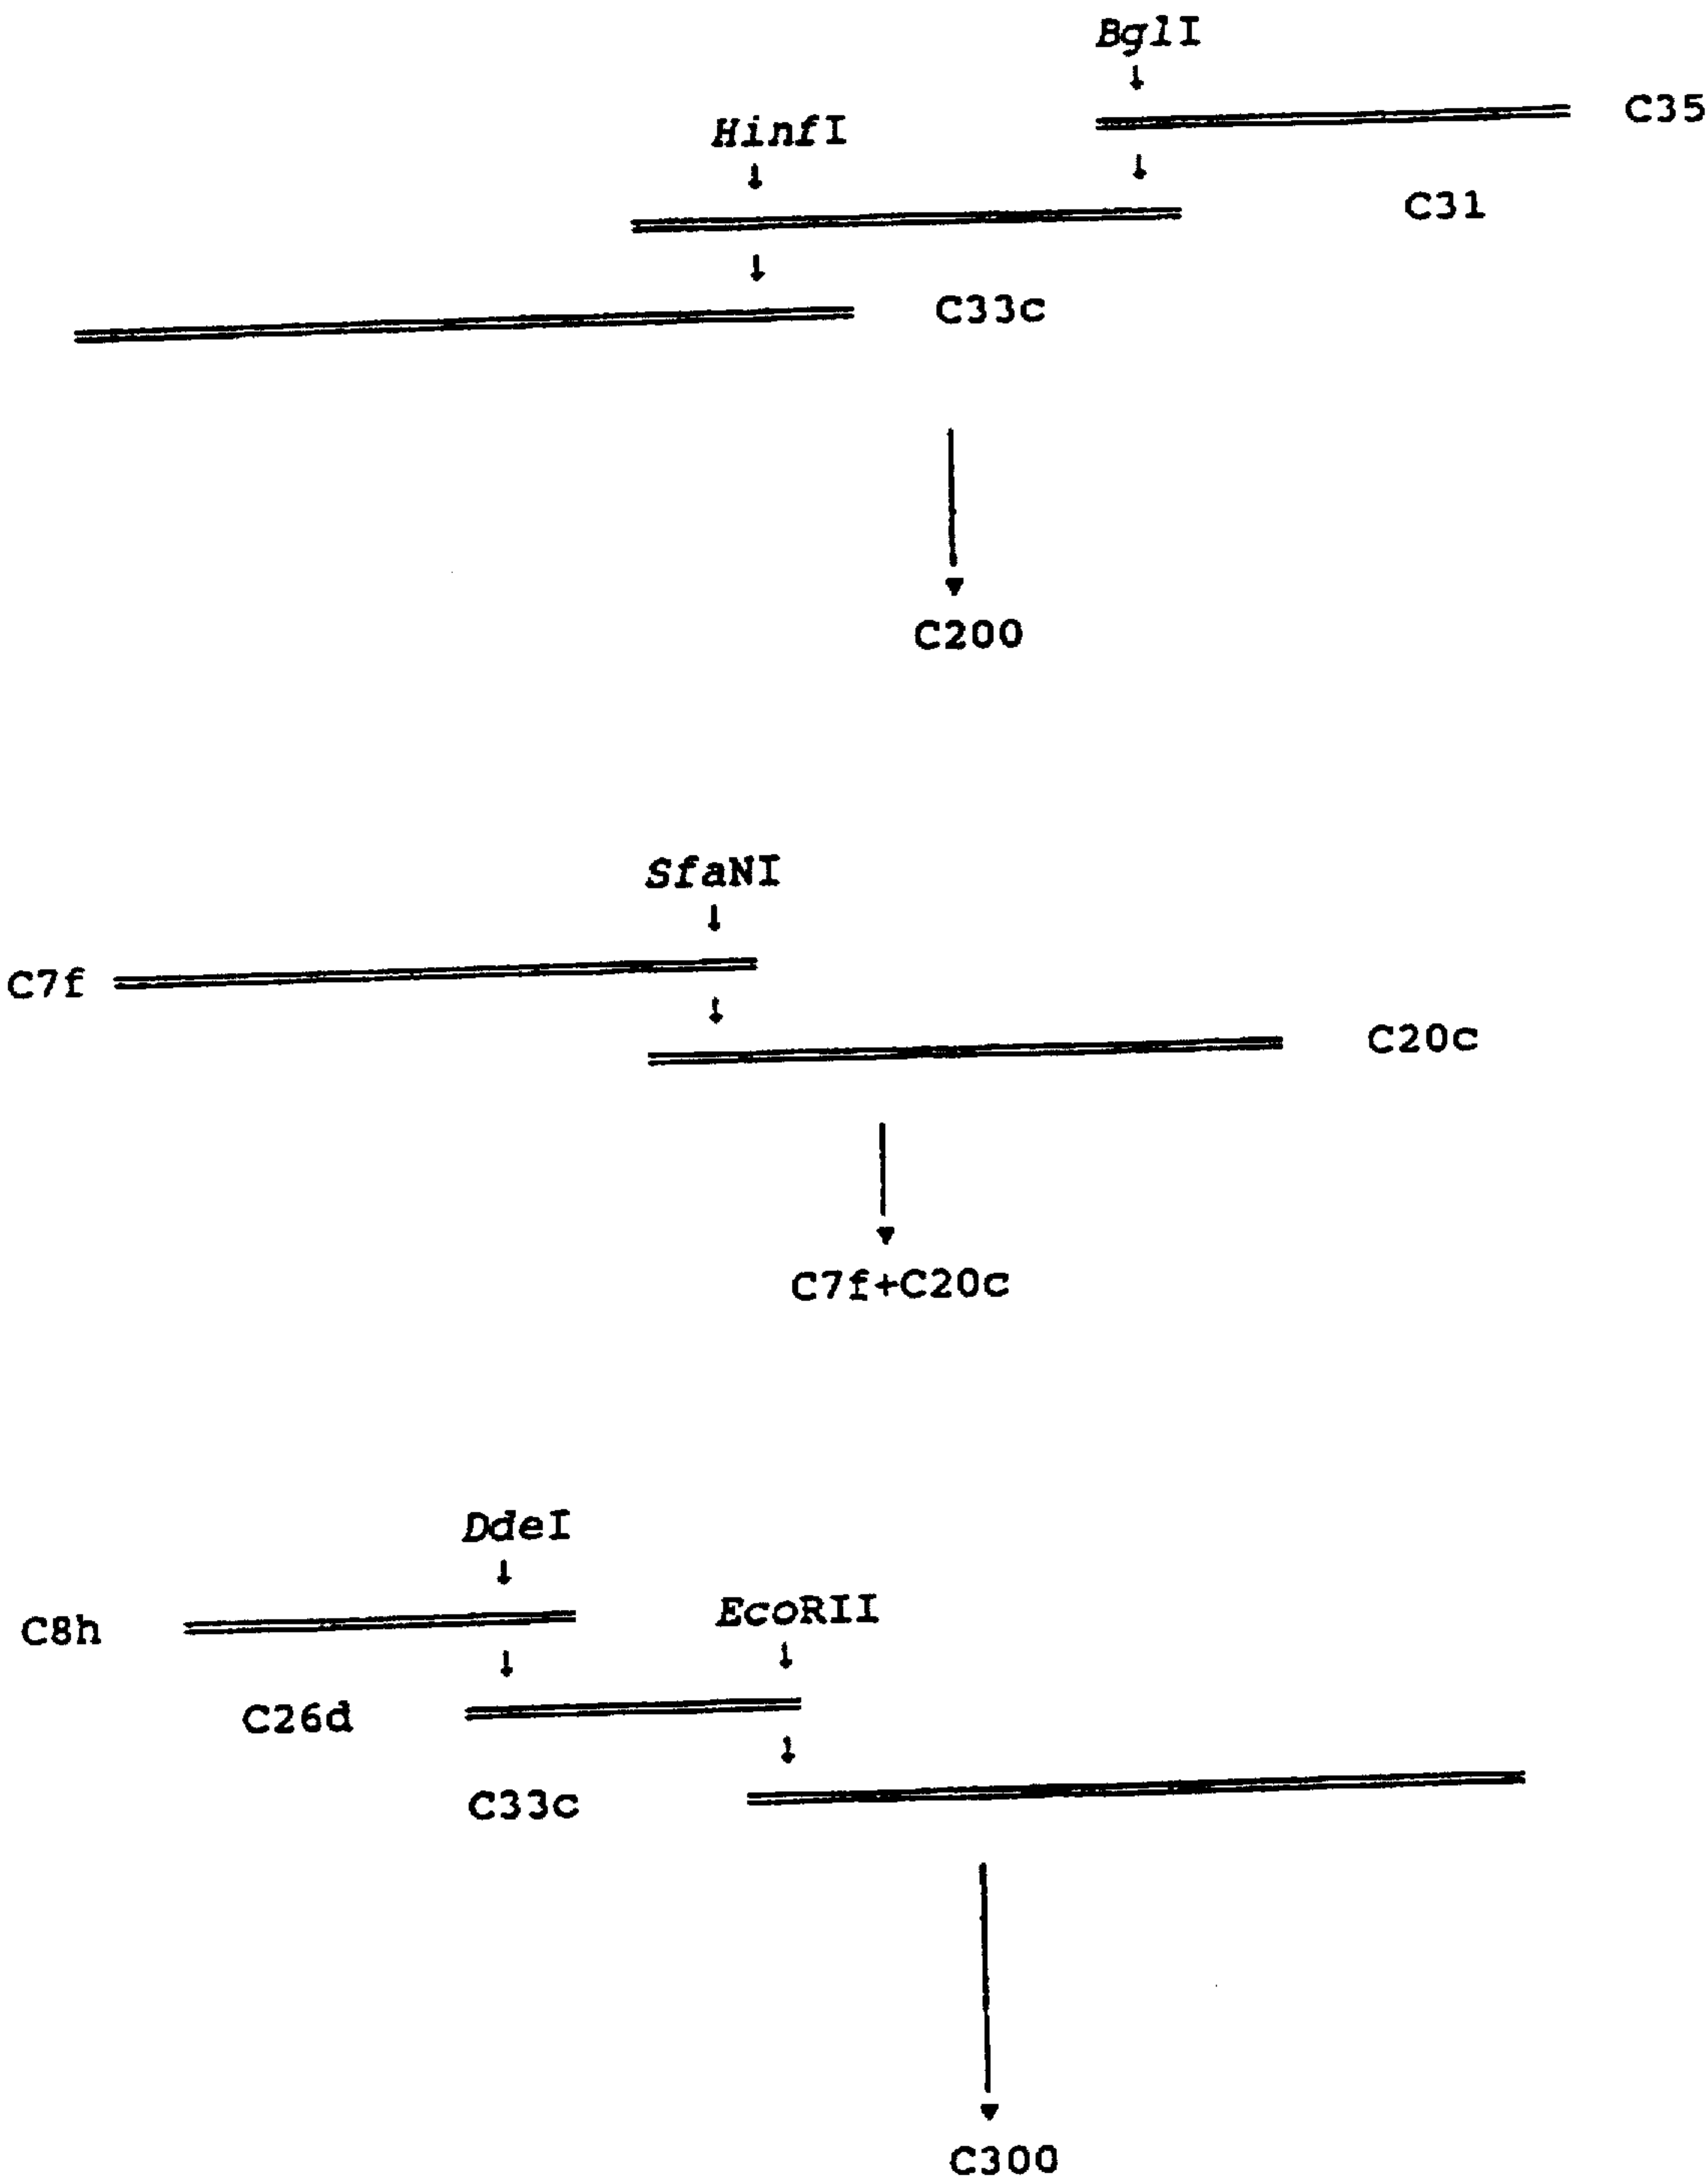 BglI
C35
HinfI
C31
C33c
C200
SfaNI
C7f
C20c
C7f+C20c
DdeI
C8h
EcoRII
C26d
C33c
C300